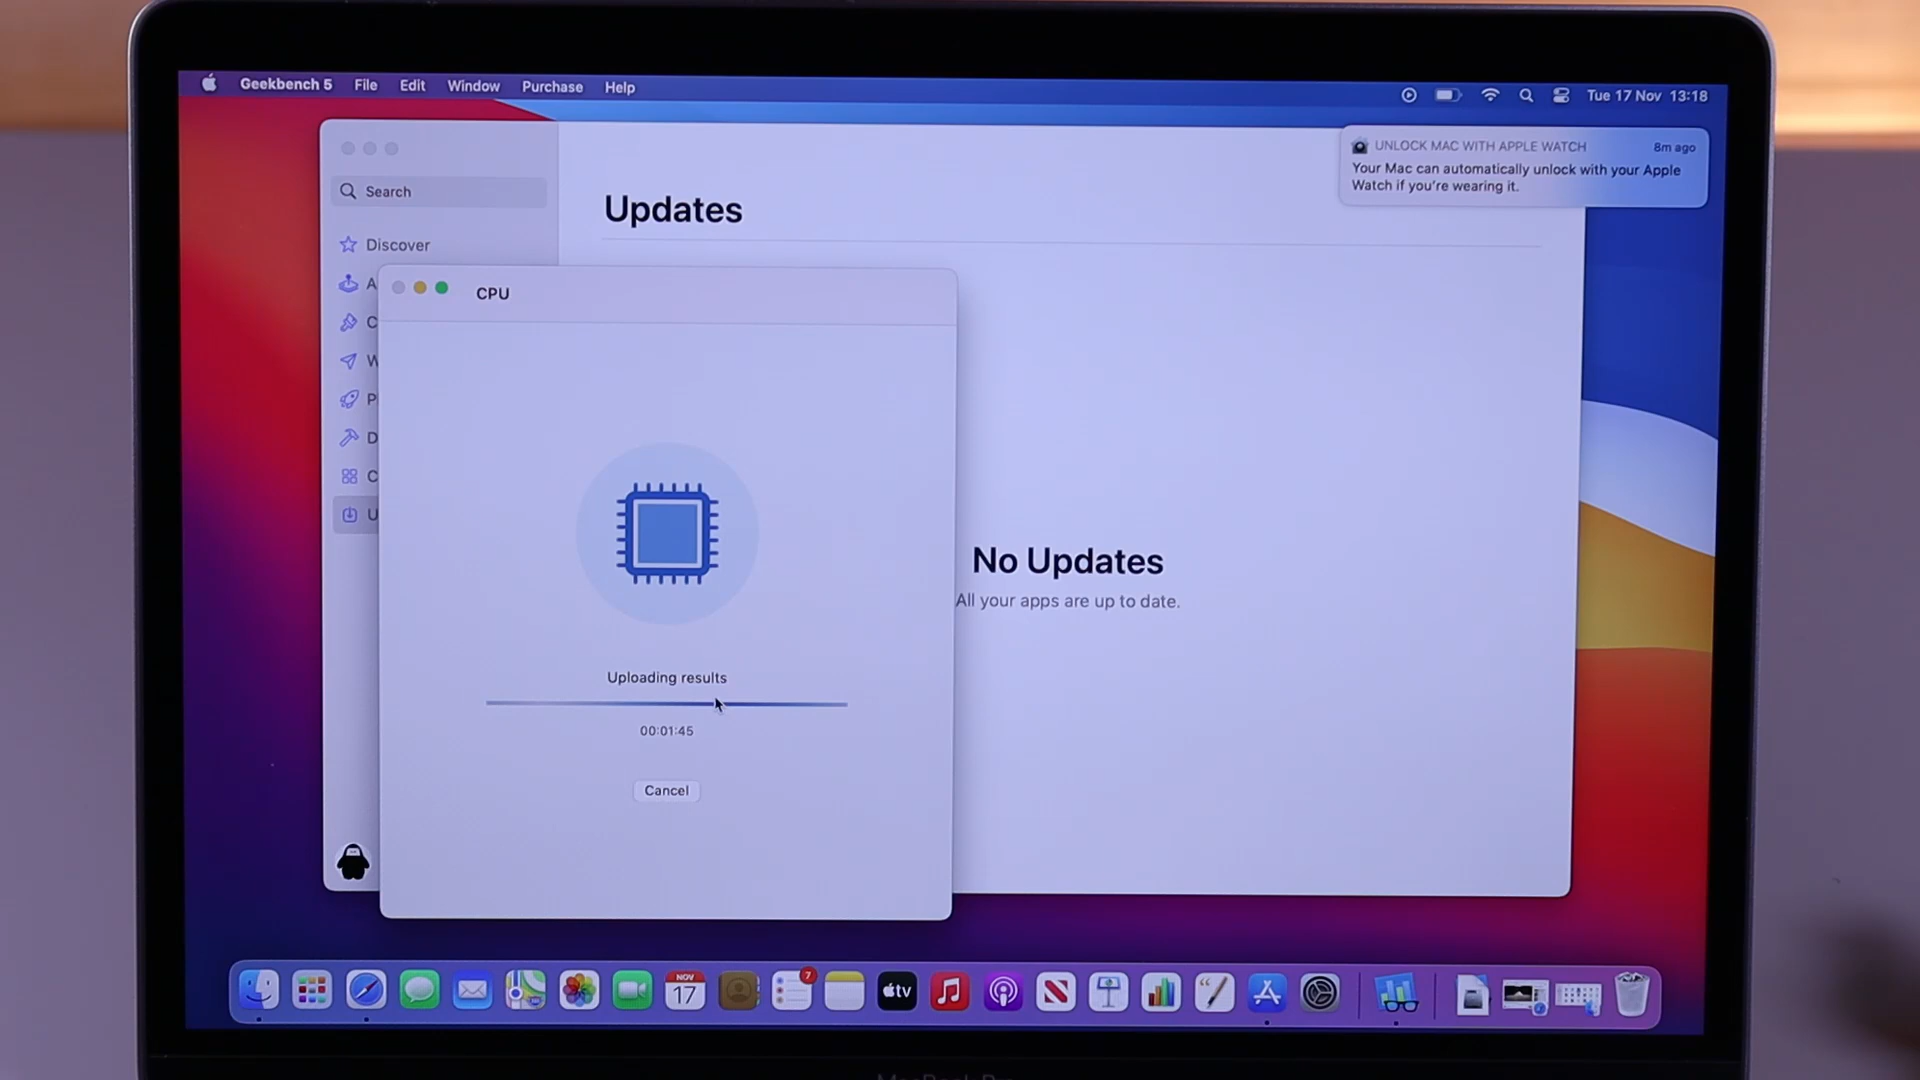 Geekbench 5 File Edit Window Purchase Help
Tue 17 Nov 13:18
UNLOCK MAC WITH APPLE WATCH 8m ago
Your Mac can automatically unlock with your Apple
Watch if you're wearing it.
Search
Updates
Discover
A
C
W
P
D
C
U
CPU
Uploading results
00:01:45
Cancel
No Updates
All your apps are up to date.
NOV
17
7
tv